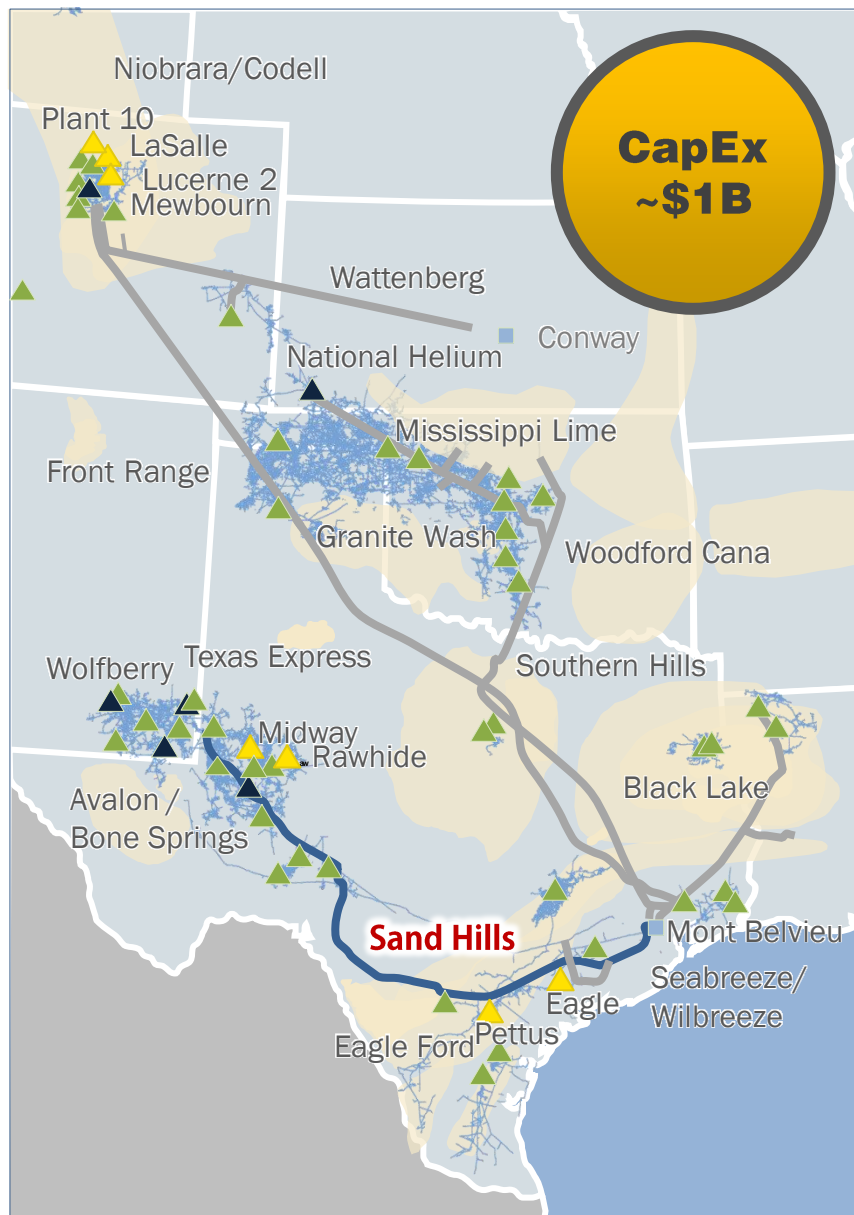 Niobrara/Codell
Plant 10
LaSalle
Lucerne 2
Mewbourn
CapEx
~$1B
Wattenberg
Conway
National Helium
Mississippi Lime
Front Range
Granite Wash
Woodford Cana
Texas Express
Wolfberry
Southern Hills
Midway
Rawhide
Black Lake
Avalon /
Bone Springs
Sand Hills
Mont Belvieu
Seabreeze/
Wilbreeze
Eagle
Pettus
Eagle Ford